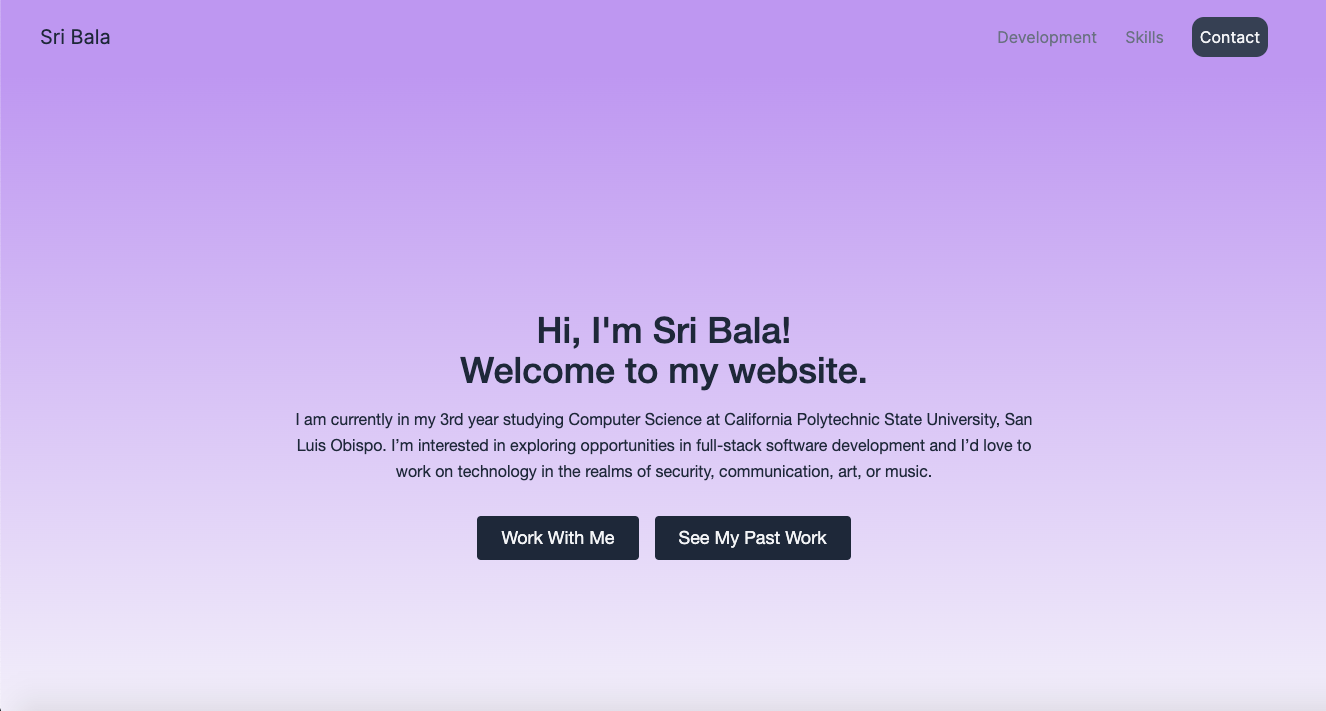 Sri Bala
Development
Skills
Contact
Hi, I'm Sri Bala!
Welcome to my website.
I am currently in my 3rd year studying Computer Science at California Polytechnic State University, San
Luis Obispo. I’m interested in exploring opportunities in full-stack software development and I’d love to
work on technology in the realms of security, communication, art, or music.
Work With Me
See My Past Work